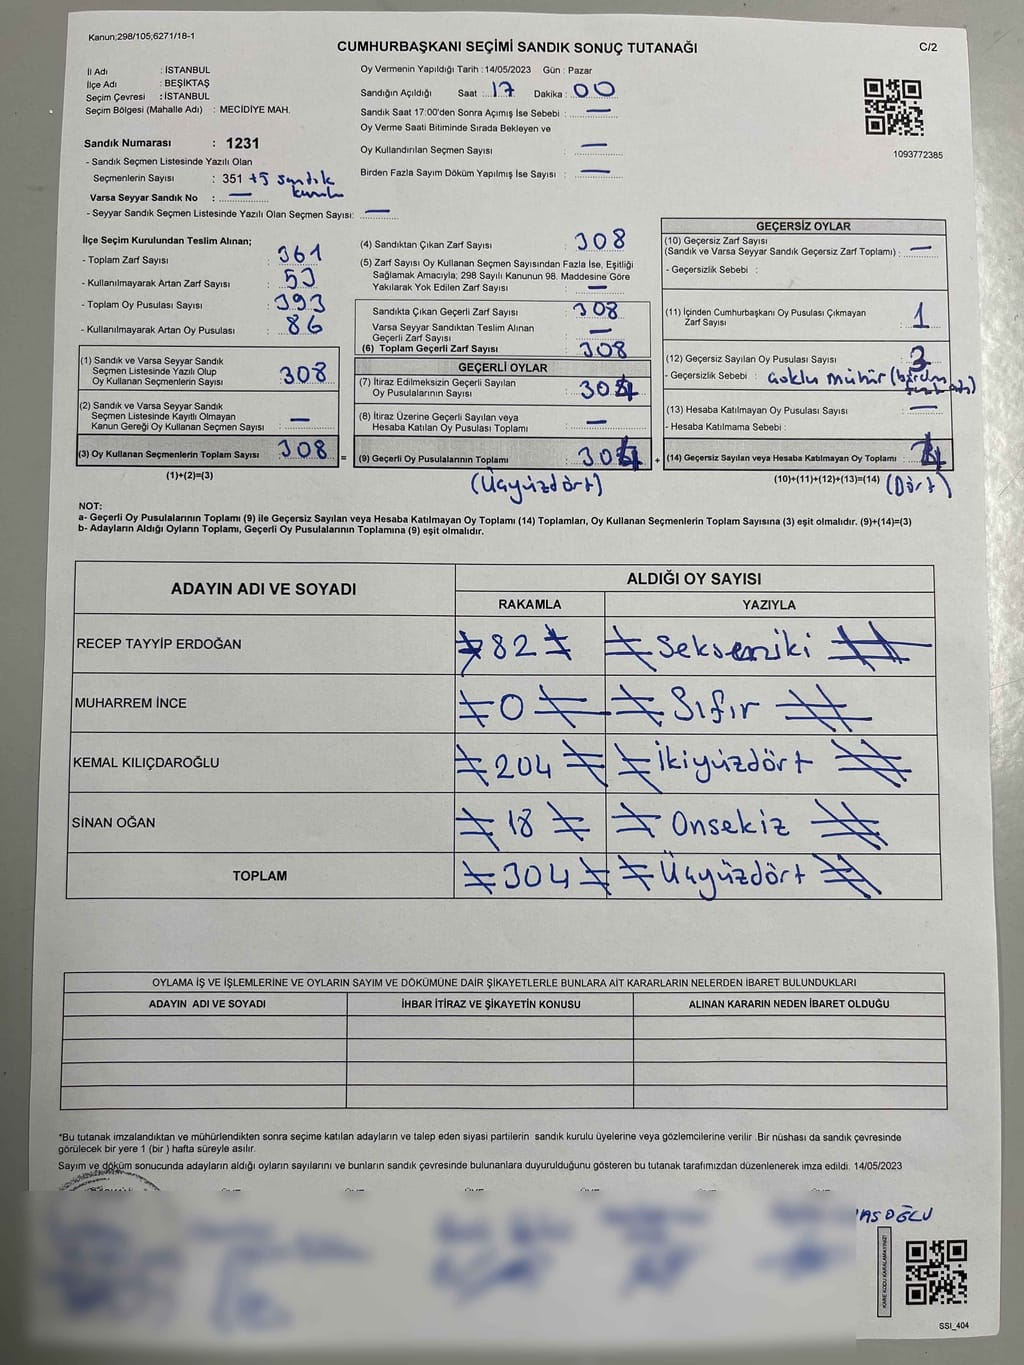 Kanun;298/105;6271/18-1
CUMHURBAŞKANI SEÇİMİ SANDIK SONUÇ TUTANAĞI
C/2
İl Adı : İSTANBUL
İlçe Adı : BEŞİKTAŞ
Seçim Çevresi : İSTANBUL
Seçim Bölgesi (Mahalle Adı) : MECİDİYE MAH.
Oy Vermenin Yapıldığı Tarih : 14/05/2023 Gün : Pazar
Sandığın Açıldığı Saat : 17 Dakika : 00
Sandık Saat 17:00'den Sonra Açımış İse Sebebi : —
Oy Verme Saati Bitiminde Sırada Bekleyen ve
Oy Kullandırılan Seçmen Sayısı : —
Birden Fazla Sayım Döküm Yapılmış İse Sayısı : —
1093772385
Sandık Numarası : 1231
- Sandık Seçmen Listesinde Yazılı Olan
Seçmenlerin Sayısı : 351 +5 sandık
kurulu
Varsa Seyyar Sandık No : —
- Seyyar Sandık Seçmen Listesinde Yazılı Olan Seçmen Sayısı: —
İlçe Seçim Kurulundan Teslim Alınan;
- Toplam Zarf Sayısı : 361
- Kullanılmayarak Artan Zarf Sayısı : 53
- Toplam Oy Pusulası Sayısı : 393
- Kullanılmayarak Artan Oy Pusulası : 86
(1) Sandık ve Varsa Seyyar Sandık
Seçmen Listesinde Yazılı Olup
Oy Kullanan Seçmenlerin Sayısı : 308
(2) Sandık ve Varsa Seyyar Sandık
Seçmen Listesinde Kayıtlı Olmayan
Kanun Gereği Oy Kullanan Seçmen Sayısı : —
(3) Oy Kullanan Seçmenlerin Toplam Sayısı : 308 =
(1)+(2)=(3)
(4) Sandıktan Çıkan Zarf Sayısı : 308
(5) Zarf Sayısı Oy Kullanan Seçmen Sayısından Fazla İse, Eşitliği
Sağlamak Amacıyla; 298 Sayılı Kanunun 98. Maddesine Göre
Yakılarak Yok Edilen Zarf Sayısı : —
Sandıkta Çıkan Geçerli Zarf Sayısı : 308
Varsa Seyyar Sandıktan Teslim Alınan
Geçerli Zarf Sayısı : —
(6) Toplam Geçerli Zarf Sayısı : 308
GEÇERLİ OYLAR
(7) İtiraz Edilmeksizin Geçerli Sayılan
Oy Pusulalarının Sayısı : 304
(8) İtiraz Üzerine Geçerli Sayılan veya
Hesaba Katılan Oy Pusulası Toplamı : —
(9) Geçerli Oy Pusulalarının Toplamı : 304 +
(Üçyüzdört)
GEÇERSİZ OYLAR
(10) Geçersiz Zarf Sayısı
(Sandık ve Varsa Seyyar Sandık Geçersiz Zarf Toplamı) : —
- Geçersizlik Sebebi :
(11) İçinden Cumhurbaşkanı Oy Pusulası Çıkmayan
Zarf Sayısı : 1
(12) Geçersiz Sayılan Oy Pusulası Sayısı : 3
- Geçersizlik Sebebi : Çoklu mühür
(13) Hesaba Katılmayan Oy Pusulası Sayısı : —
- Hesaba Katılmama Sebebi :
(14) Geçersiz Sayılan veya Hesaba Katılmayan Oy Toplamı : 4
(10)+(11)+(12)+(13)=(14) (Dört)
NOT:
a- Geçerli Oy Pusulalarının Toplamı (9) ile Geçersiz Sayılan veya Hesaba Katılmayan Oy Toplamı (14) Toplamları, Oy Kullanan Seçmenlerin Toplam Sayısına (3) eşit olmalıdır. (9)+(14)=(3)
b- Adayların Aldığı Oyların Toplamı, Geçerli Oy Pusulalarının Toplamına (9) eşit olmalıdır.
ADAYIN ADI VE SOYADI
ALDIĞI OY SAYISI
RAKAMLA YAZIYLA
RECEP TAYYİP ERDOĞAN 82 Sekseniki
MUHARREM İNCE 0 Sıfır
KEMAL KILIÇDAROĞLU 204 İkiyüzdört
SİNAN OĞAN 18 Onsekiz
TOPLAM 304 Üçyüzdört
OYLAMA İŞ VE İŞLEMLERİNE VE OYLARIN SAYIM VE DÖKÜMÜNE DAİR ŞİKAYETLERLE BUNLARA AİT KARARLARIN NELERDEN İBARET BULUNDUKLARI
ADAYIN ADI VE SOYADI İHBAR İTİRAZ VE ŞİKAYETİN KONUSU ALINAN KARARIN NEDEN İBARET OLDUĞU
*Bu tutanak imzalandıktan ve mühürlendikten sonra seçime katılan adayların ve talep eden siyasi partilerin sandık kurulu üyelerine veya gözlemcilerine verilir .Bir nüshası da sandık çevresinde
görülecek bir yere 1 (bir ) hafta süreyle asılır.
Sayım ve döküm sonucunda adayların aldığı oyların sayılarını ve bunların sandık çevresinde bulunanlara duyurulduğunu gösteren bu tutanak tarafımızdan düzenlenerek imza edildi. 14/05/2023
KARE KODU KARALAMAYINIZ!
SSI_404